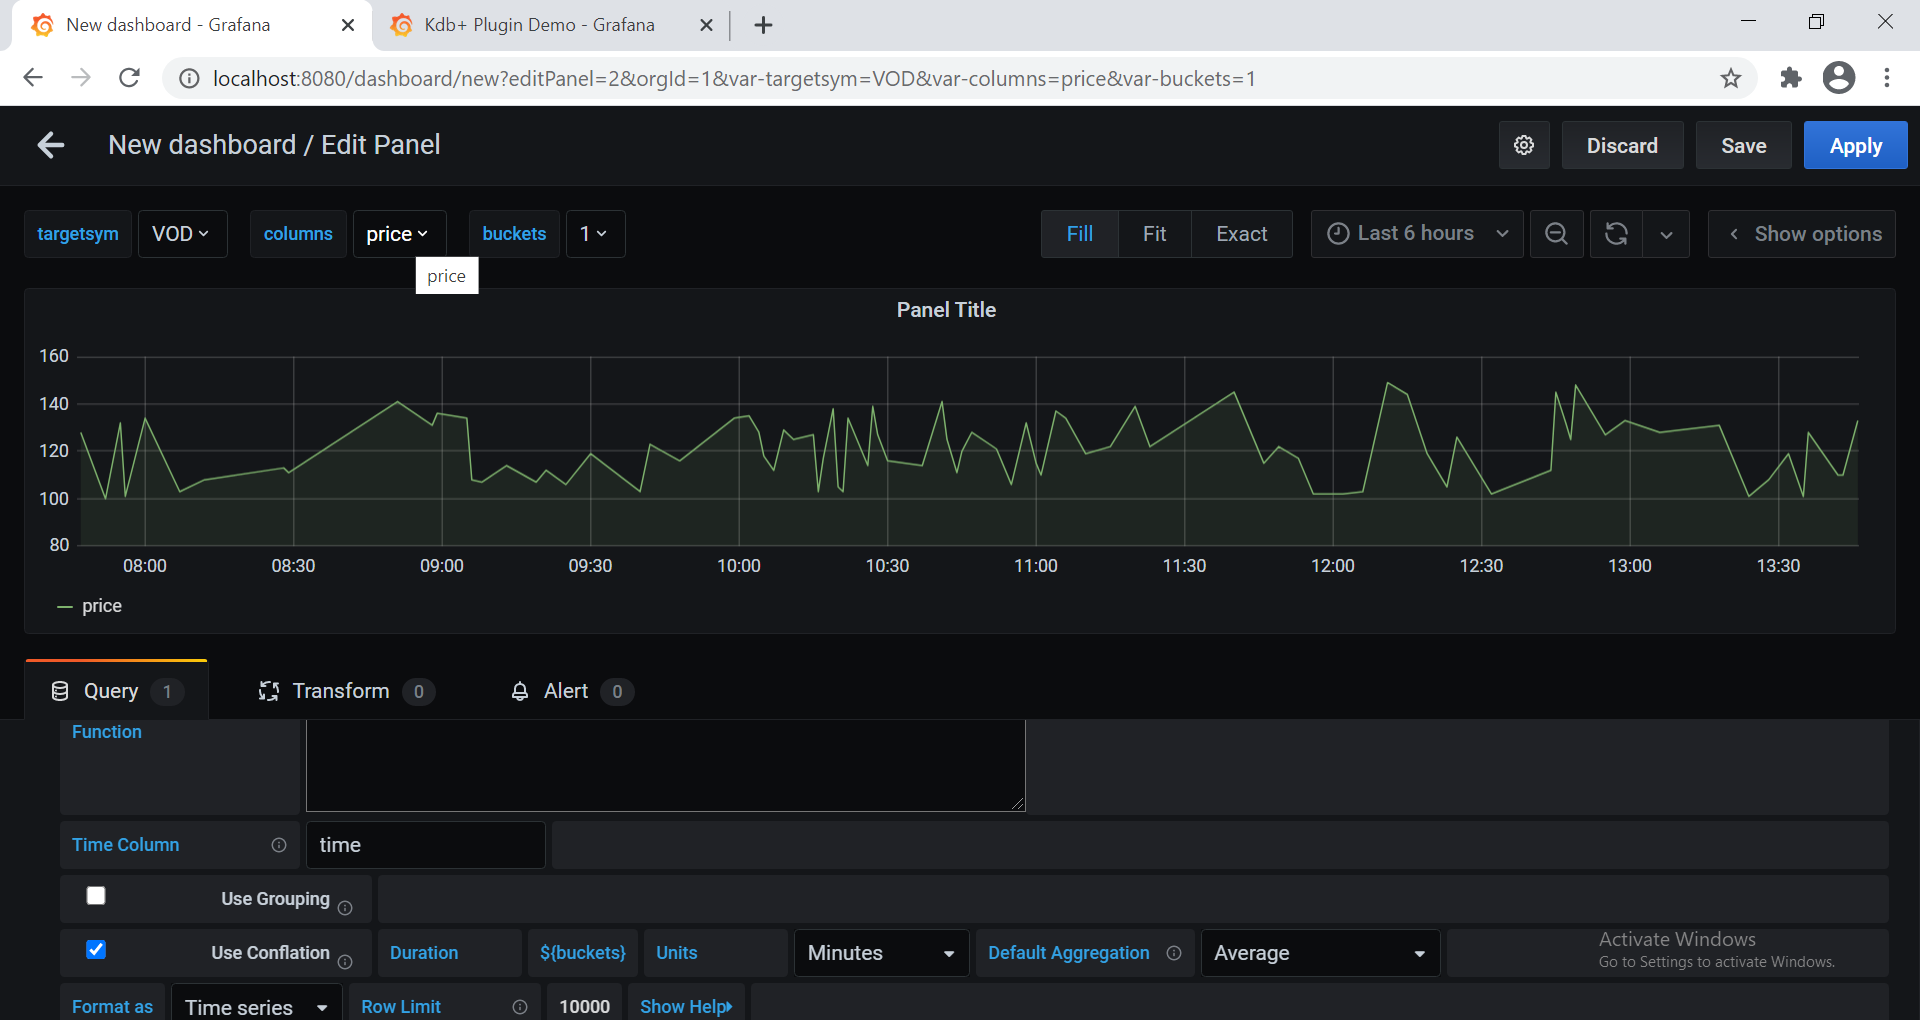 New dashboard - Grafana
Kdb+ Plugin Demo - Grafana
localhost:8080/dashboard/new?editPanel=2&orgId=1&var-targetsym=VOD&var-columns=price&var-buckets=1
New dashboard / Edit Panel
Discard
Save
Apply
targetsym VOD columns price buckets 1
Fill Fit Exact Last 6 hours Show options
price
Panel Title
160
140
120
100
80
08:00 08:30 09:00 09:30 10:00 10:30 11:00 11:30 12:00 12:30 13:00 13:30
price
Query 1 Transform 0 Alert 0
Function
Time Column time
Use Grouping
Use Conflation Duration ${buckets} Units Minutes Default Aggregation Average
Activate Windows
Go to Settings to activate Windows.
Format as Time series Row Limit 10000 Show Help